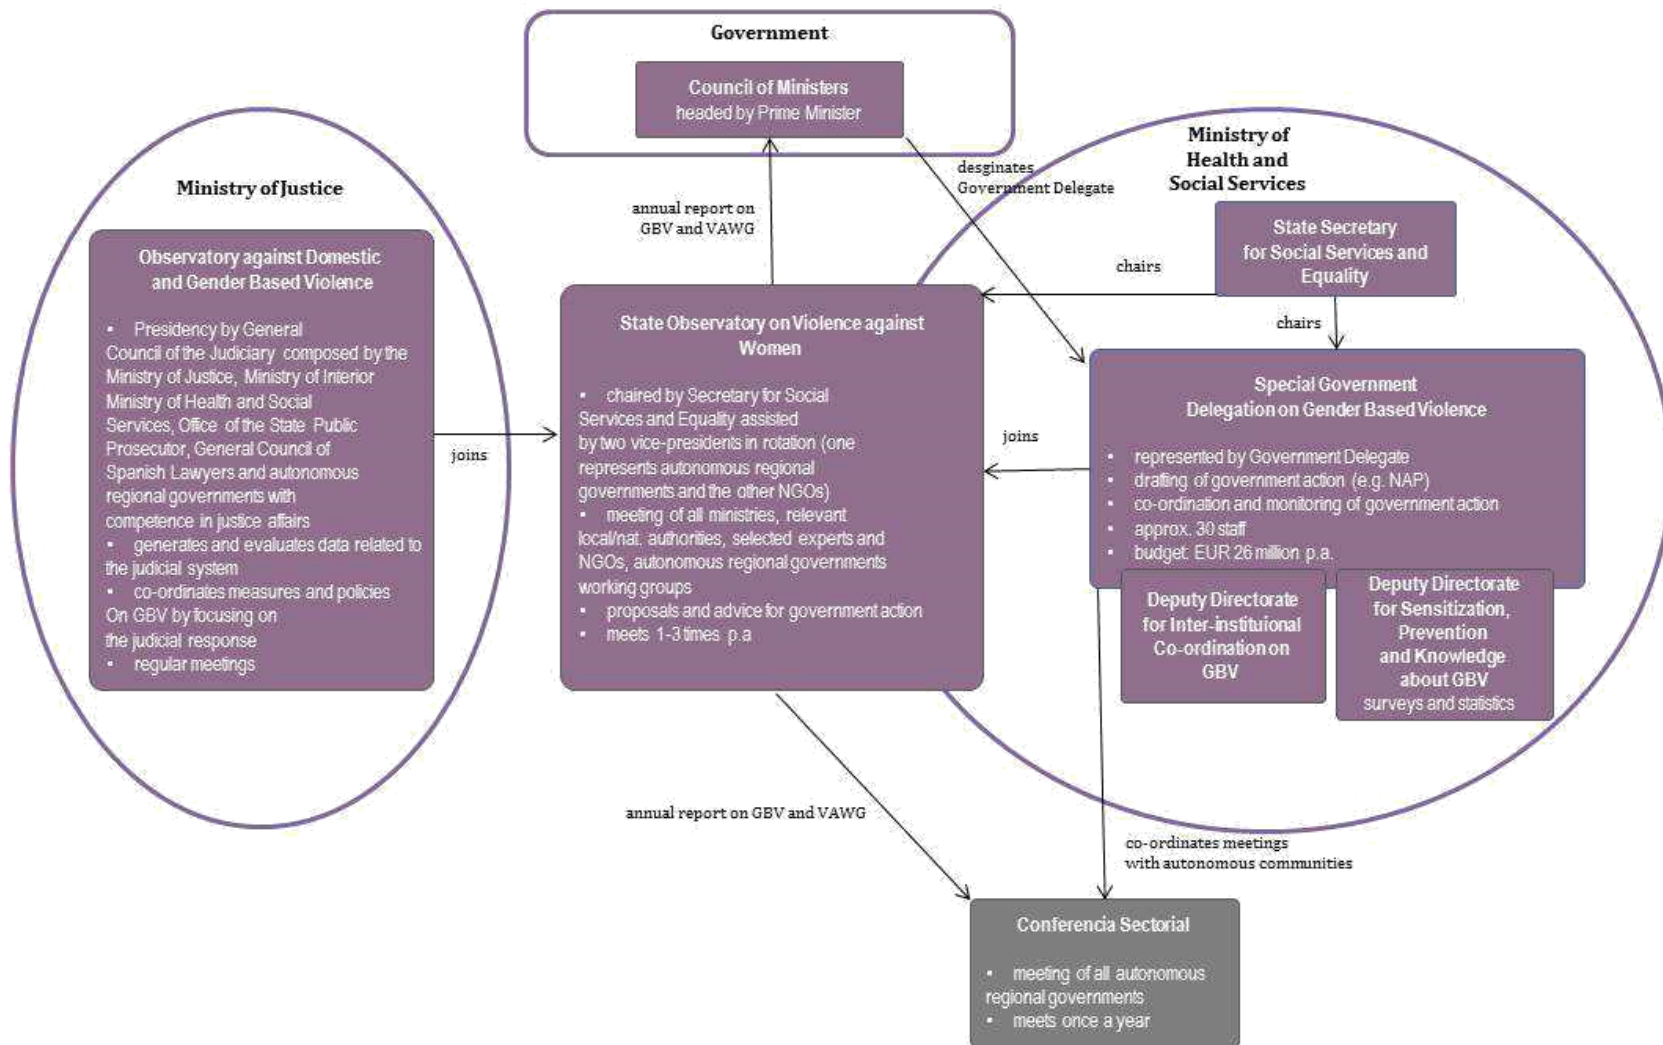 Government
Council of Ministers
headed by Prime Minister
Ministry of Justice
Observatory against Domestic
and Gender Based Violence
• Presidency by General
Council of the Judiciary composed by the
Ministry of Justice, Ministry of Interior
Ministry of Health and Social
Services, Office of the State Public
Prosecutor, General Council of
Spanish Lawyers and autonomous
regional governments with
competence in justice affairs
• generates and evaluates data related to
the judicial system
• co-ordinates measures and policies
On GBV by focusing on
the judicial response
• regular meetings
joins
annual report on
GBV and VAWG
State Observatory on Violence against
Women
• chaired by Secretary for Social
Services and Equality assisted
by two vice-presidents in rotation (one
represents autonomous regional
governments and the other NGOs)
• meeting of all ministries, relevant
local/nat. authorities, selected experts and
NGOs, autonomous regional governments
working groups
• proposals and advice for government action
• meets 1-3 times p.a
desginates
Government Delegate
Ministry of
Health and
Social Services
State Secretary
for Social Services and
Equality
chairs
chairs
joins
Special Government
Delegation on Gender Based Violence
• represented by Government Delegate
• drafting of government action (e.g. NAP)
• co-ordination and monitoring of government action
• approx. 30 staff
• budget: EUR 26 million p.a.
Deputy Directorate
for Inter-instituional
Co-ordination on
GBV
Deputy Directorate
for Sensitization,
Prevention
and Knowledge
about GBV
surveys and statistics
annual report on GBV and VAWG
co-ordinates meetings
with autonomous communities
Conferencia Sectorial
• meeting of all autonomous
regional governments
• meets once a year